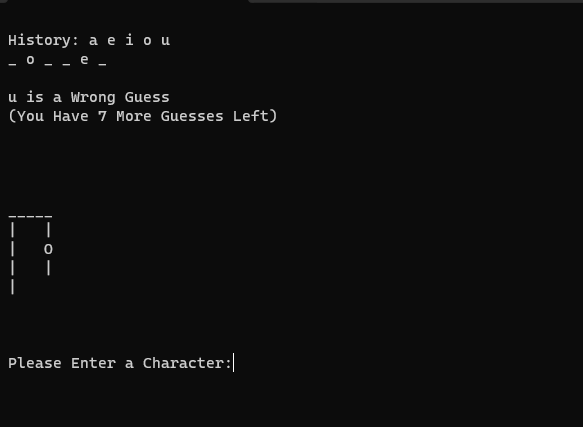 History: a e i o u
_ o _ _ e _
u is a Wrong Guess
(You Have 7 More Guesses Left)
_____
|   |
|   O
|   |
|
Please Enter a Character: